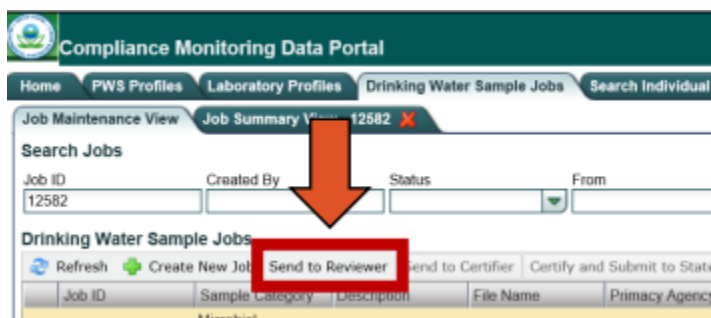 Compliance Monitoring Data Portal
Home PWS Profiles Laboratory Profiles Drinking Water Sample Jobs Search Individual
Job Maintenance View Job Summary 12582
Search Jobs
Job ID Created By Status From
12582
Drinking Water Sample Jobs
Refresh Create New Job Send to Reviewer Send to Certifier Certify and Submit to State
Job ID Sample Category Description File Name Primacy Agency
Microbial